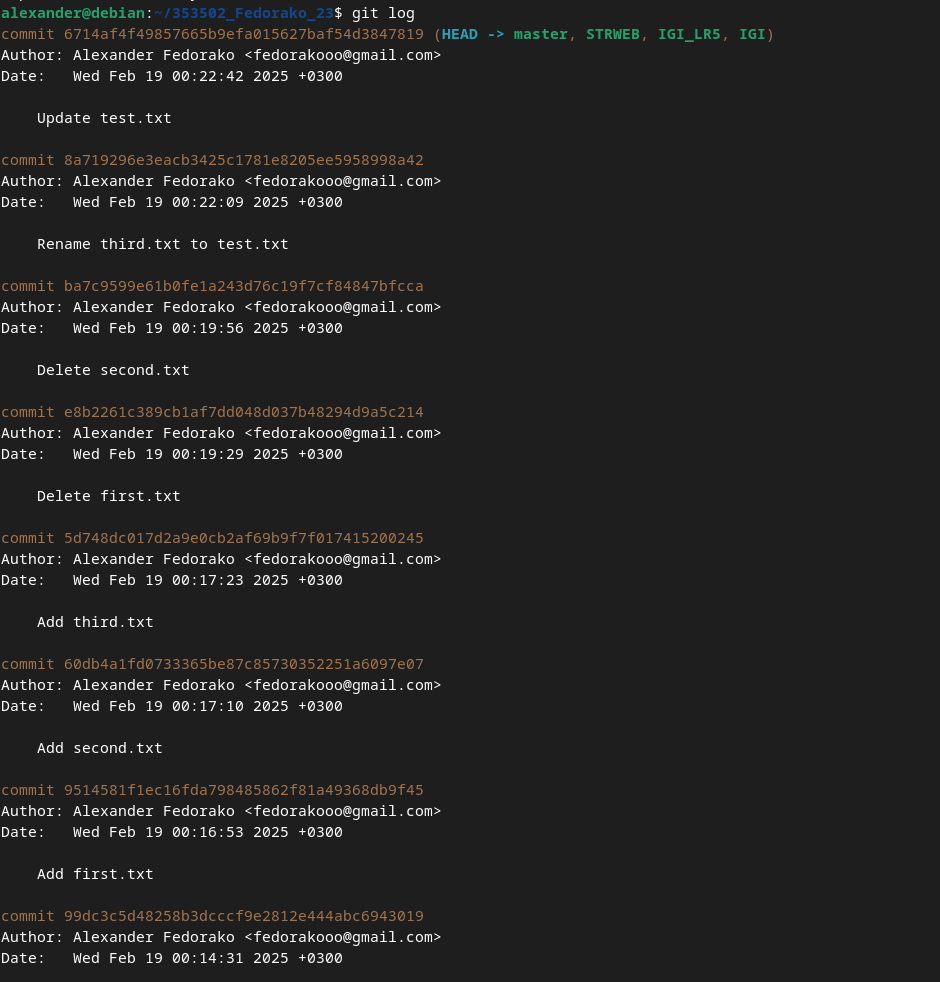 alexander@debian:~/353502_Fedorako_23$ git log
commit 6714af4f49857665b9efa015627baf54d3847819 (HEAD -> master, STRWEB, IGI_LR5, IGI)
Author: Alexander Fedorako <fedorakooo@gmail.com>
Date:   Wed Feb 19 00:22:42 2025 +0300
    Update test.txt
commit 8a719296e3eacb3425c1781e8205ee5958998a42
Author: Alexander Fedorako <fedorakooo@gmail.com>
Date:   Wed Feb 19 00:22:09 2025 +0300
    Rename third.txt to test.txt
commit ba7c9599e61b0fe1a243d76c19f7cf84847bfcca
Author: Alexander Fedorako <fedorakooo@gmail.com>
Date:   Wed Feb 19 00:19:56 2025 +0300
    Delete second.txt
commit e8b2261c389cb1af7dd048d037b48294d9a5c214
Author: Alexander Fedorako <fedorakooo@gmail.com>
Date:   Wed Feb 19 00:19:29 2025 +0300
    Delete first.txt
commit 5d748dc017d2a9e0cb2af69b9f7f017415200245
Author: Alexander Fedorako <fedorakooo@gmail.com>
Date:   Wed Feb 19 00:17:23 2025 +0300
    Add third.txt
commit 60db4a1fd0733365be87c85730352251a6097e07
Author: Alexander Fedorako <fedorakooo@gmail.com>
Date:   Wed Feb 19 00:17:10 2025 +0300
    Add second.txt
commit 9514581f1ec16fda798485862f81a49368db9f45
Author: Alexander Fedorako <fedorakooo@gmail.com>
Date:   Wed Feb 19 00:16:53 2025 +0300
    Add first.txt
commit 99dc3c5d48258b3dcccf9e2812e444abc6943019
Author: Alexander Fedorako <fedorakooo@gmail.com>
Date:   Wed Feb 19 00:14:31 2025 +0300